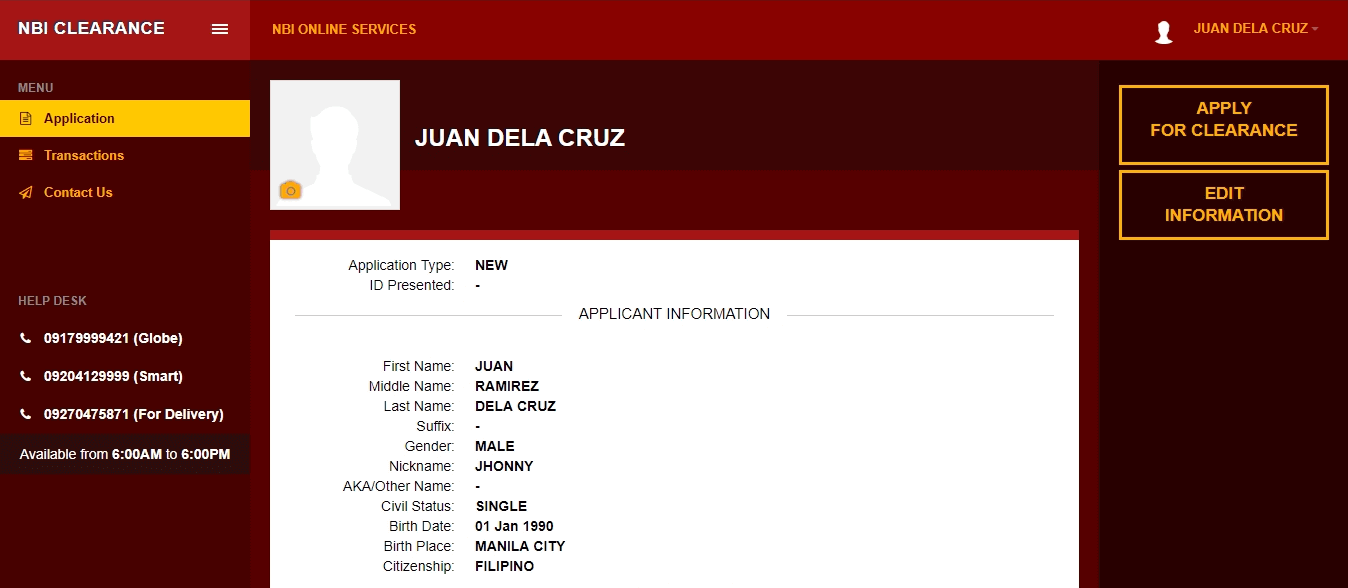 NBI CLEARANCE
NBI ONLINE SERVICES
JUAN DELA CRUZ
MENU
Application
Transactions
Contact Us
HELP DESK
09179999421 (Globe)
09204129999 (Smart)
09270475871 (For Delivery)
Available from 6:00AM to 6:00PM
JUAN DELA CRUZ
Application Type: NEW
ID Presented: -
APPLICANT INFORMATION
First Name: JUAN
Middle Name: RAMIREZ
Last Name: DELA CRUZ
Suffix: -
Gender: MALE
Nickname: JHONNY
AKA/Other Name: -
Civil Status: SINGLE
Birth Date: 01 Jan 1990
Birth Place: MANILA CITY
Citizenship: FILIPINO
APPLY
FOR CLEARANCE
EDIT
INFORMATION